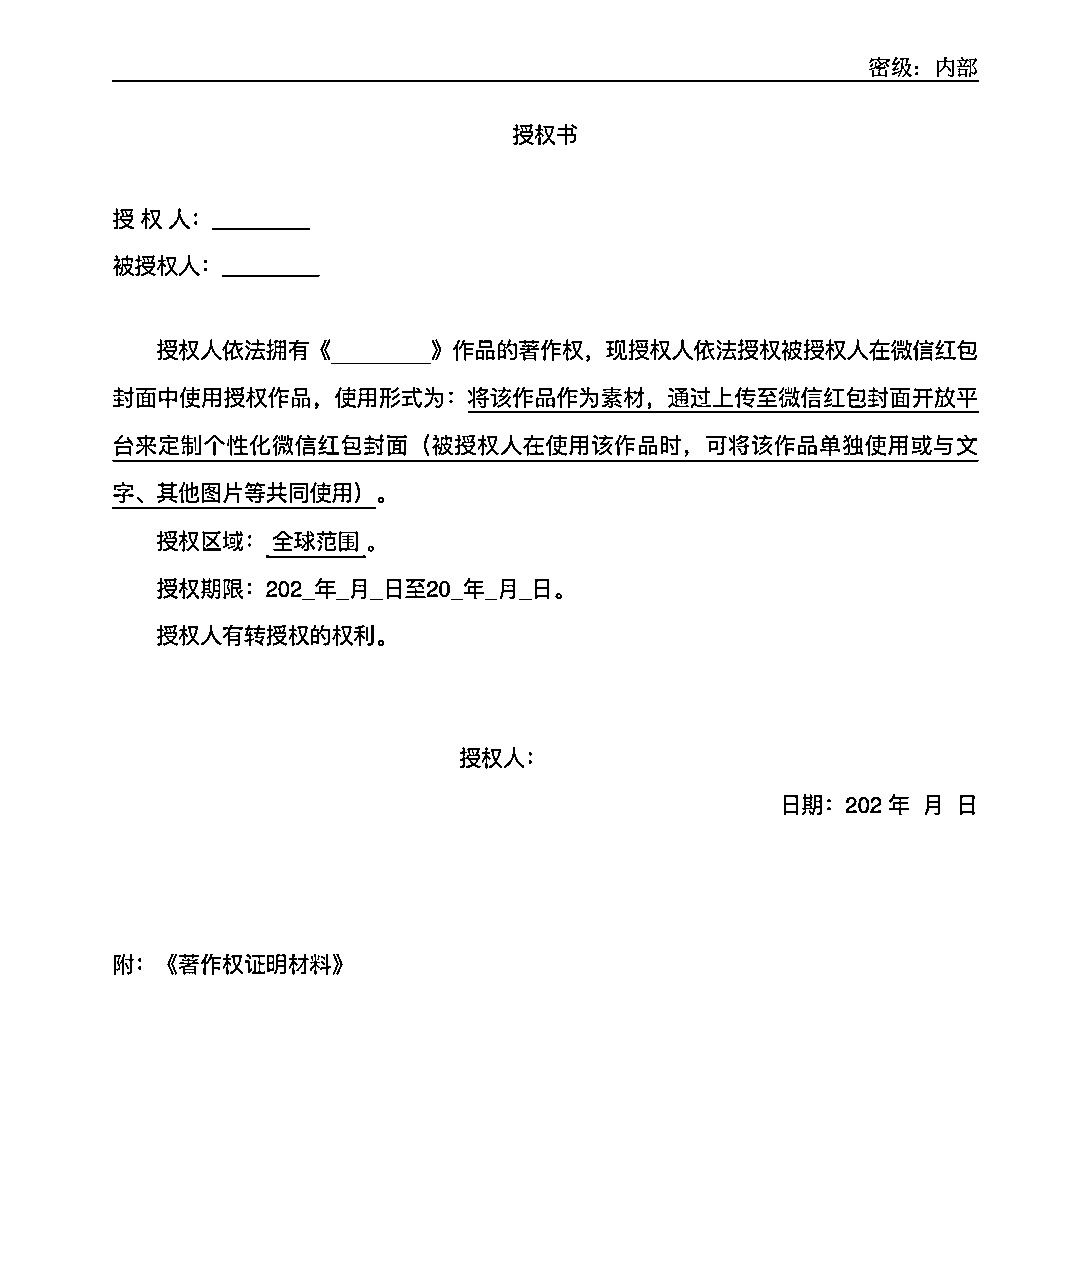 密级：内部
授权书
授 权 人：________
被授权人：________
授权人依法拥有《________》作品的著作权，现授权人依法授权被授权人在微信红包
封面中使用授权作品，使用形式为：将该作品作为素材，通过上传至微信红包封面开放平
台来定制个性化微信红包封面（被授权人在使用该作品时，可将该作品单独使用或与文
字、其他图片等共同使用）。
授权区域： 全球范围 。
授权期限：202_年_月_日至20_年_月_日。
授权人有转授权的权利。
授权人：
日期：202 年 月 日
附：《著作权证明材料》